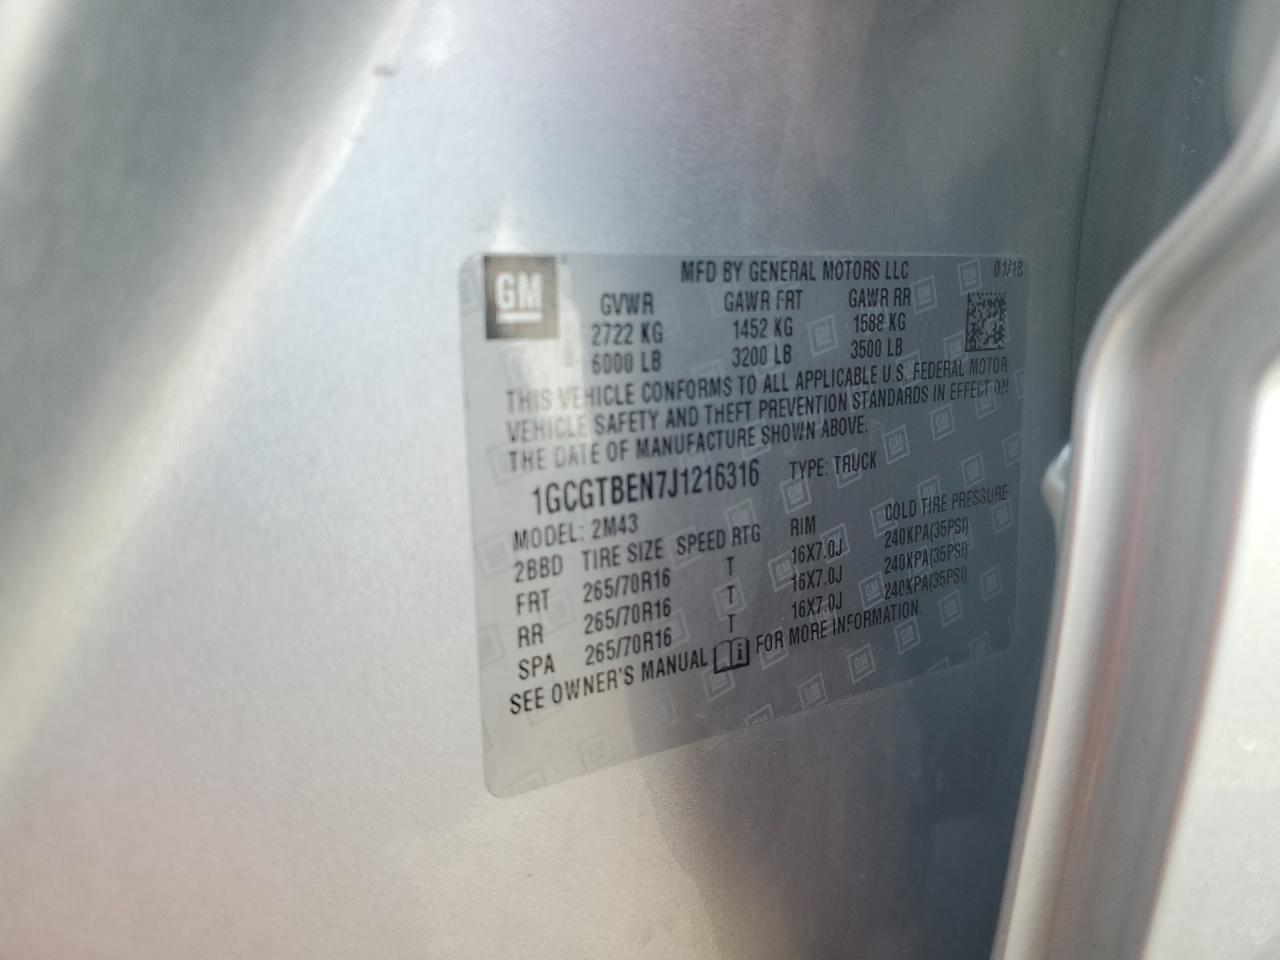 GM
MFD BY GENERAL MOTORS LLC 01/18
GVWR GAWR FRT GAWR RR
2722 KG 1452 KG 1588 KG
6000 LB 3200 LB 3500 LB
THIS VEHICLE CONFORMS TO ALL APPLICABLE U.S. FEDERAL MOTOR
VEHICLE SAFETY AND THEFT PREVENTION STANDARDS IN EFFECT ON
THE DATE OF MANUFACTURE SHOWN ABOVE.
1GCGTBEN7J1216316 TYPE: TRUCK
MODEL: 2M43
2BBD TIRE SIZE SPEED RTG RIM COLD TIRE PRESSURE
FRT 265/70R16 T 16X7.0J 240KPA(35PSI)
RR 265/70R16 T 16X7.0J 240KPA(35PSI)
SPA 265/70R16 T 16X7.0J 240KPA(35PSI)
SEE OWNER'S MANUAL FOR MORE INFORMATION.